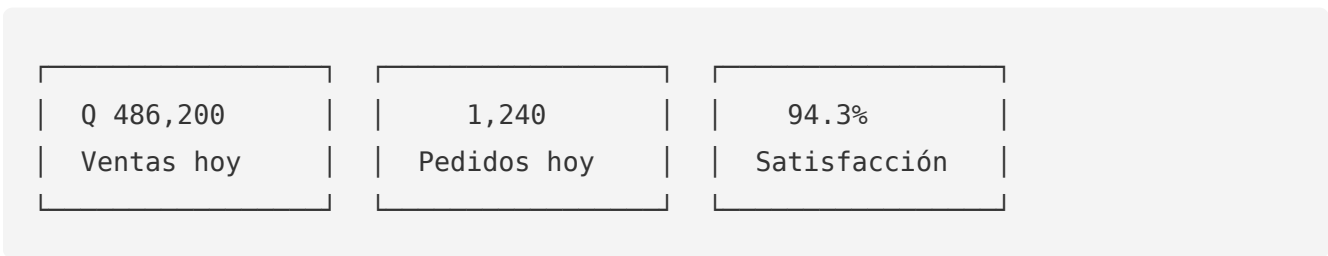 Q 486,200 1,240 94.3%
Ventas hoy Pedidos hoy Satisfacción